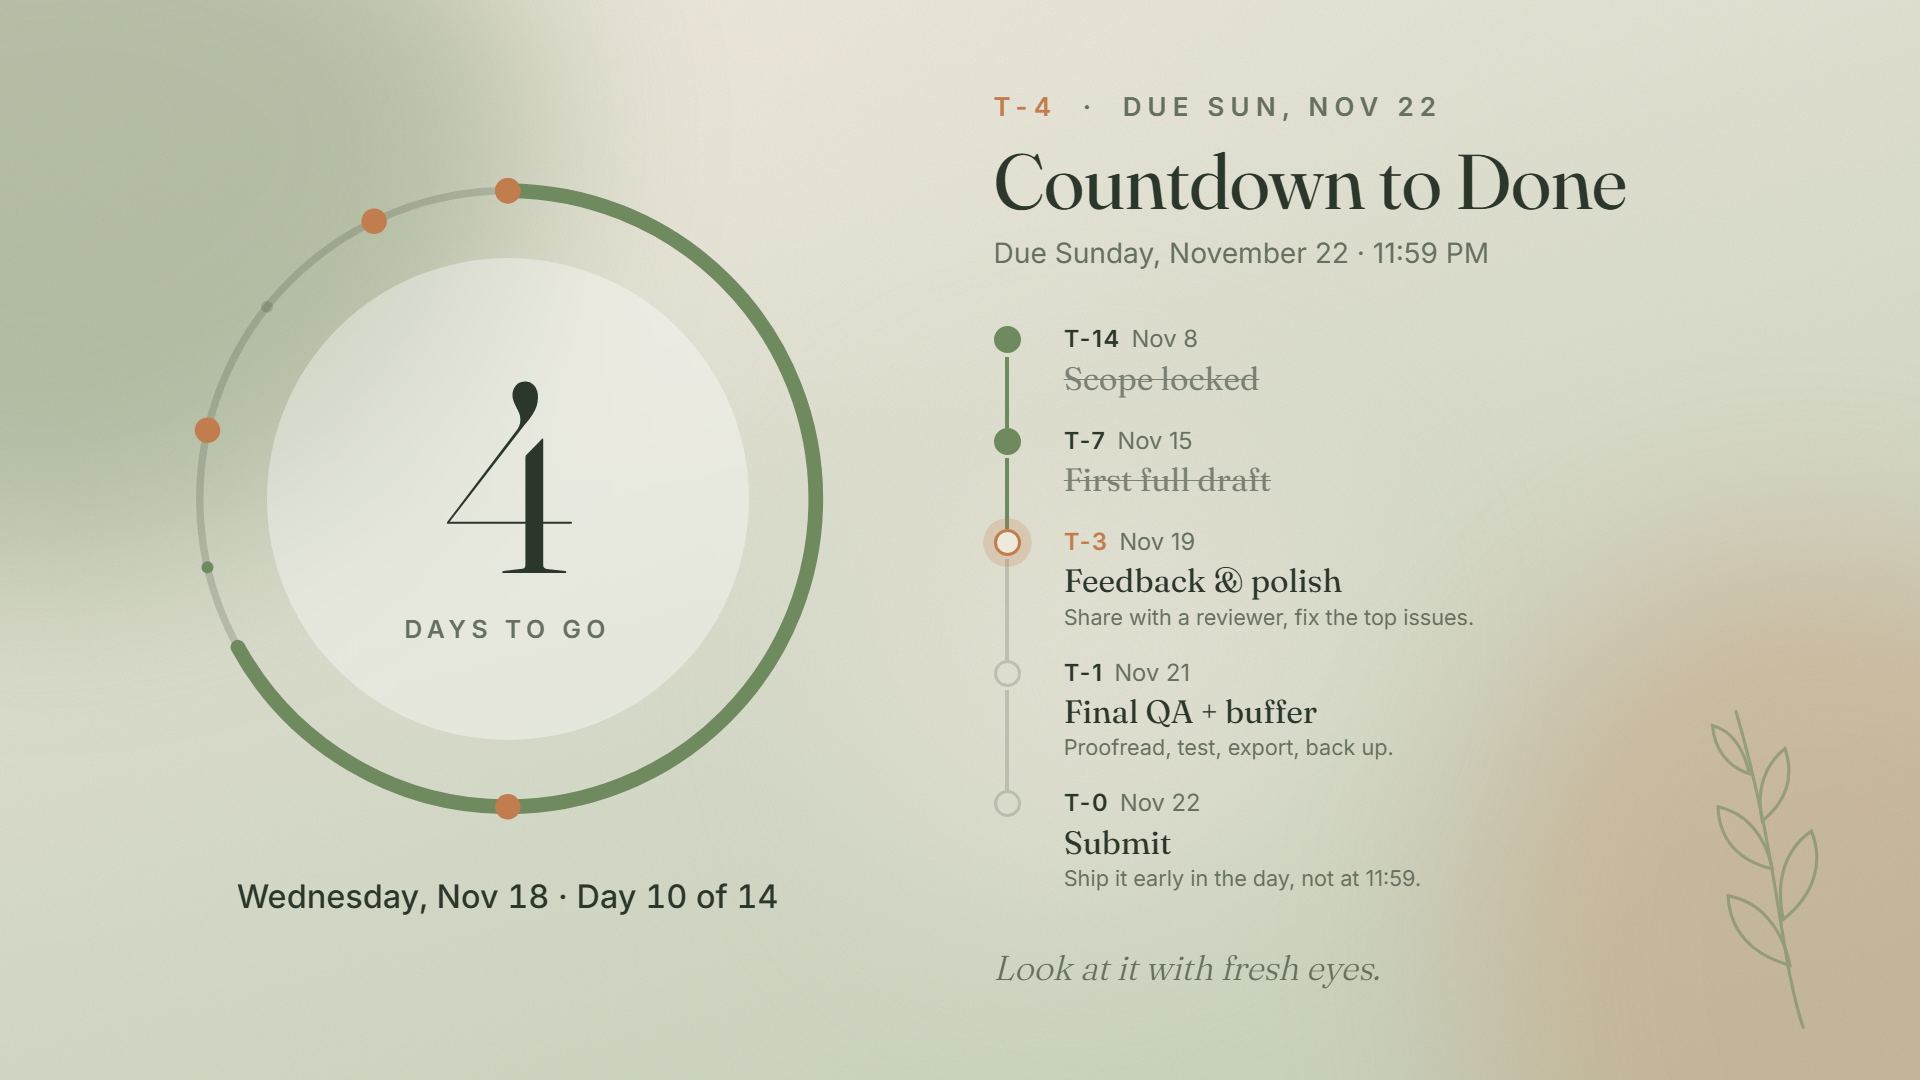 4
DAYS TO GO
Wednesday, Nov 18 · Day 10 of 14
T-4 · DUE SUN, NOV 22
Countdown to Done
Due Sunday, November 22 · 11:59 PM
T-14 Nov 8
Scope locked
T-7 Nov 15
First full draft
T-3 Nov 19
Feedback & polish
Share with a reviewer, fix the top issues.
T-1 Nov 21
Final QA + buffer
Proofread, test, export, back up.
T-0 Nov 22
Submit
Ship it early in the day, not at 11:59.
Look at it with fresh eyes.